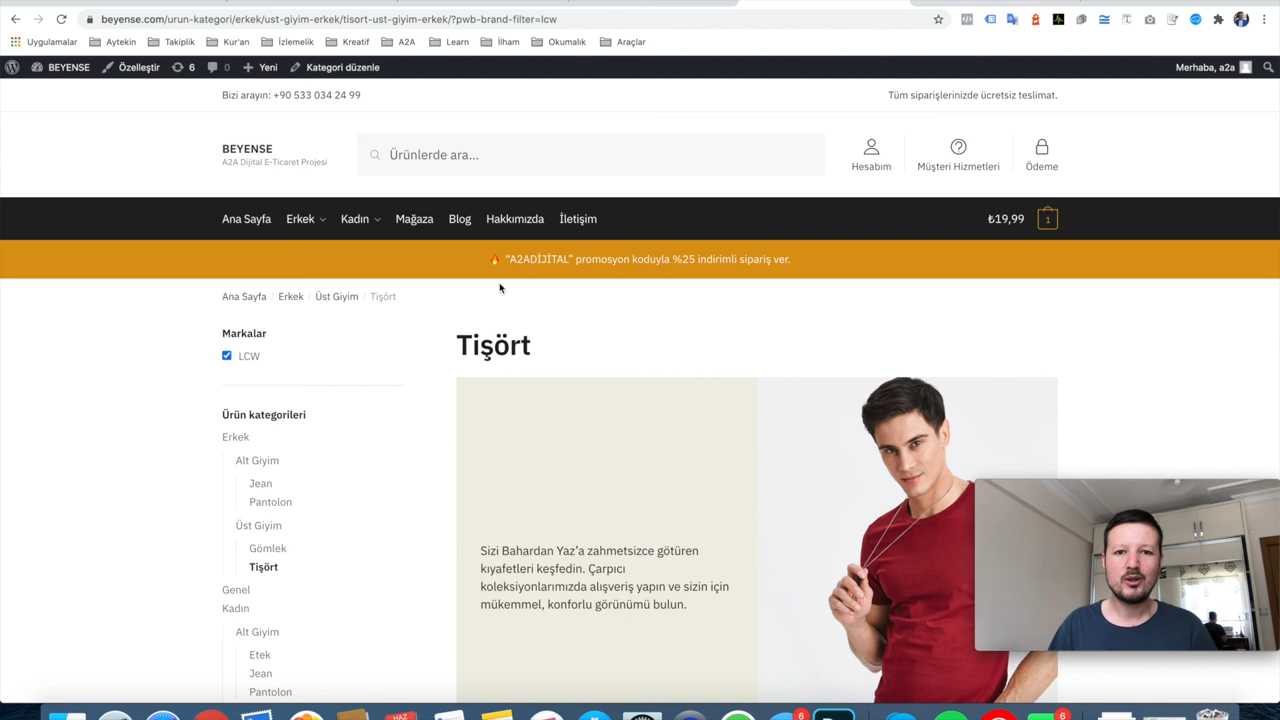 beyense.com/urun-kategori/erkek/ust-giyim-erkek/tisort-ust-giyim-erkek/?pwb-brand-filter=lcw
Uygulamalar Aytekin Takiplik Kur'an İzlemelik Kreatif A2A Learn İlham Okumalık Araçlar
BEYENSE Özelleştir 6 0 Yeni Kategori düzenle Merhaba, a2a
Bizi arayın: +90 533 034 24 99 Tüm siparişlerinizde ücretsiz teslimat.
BEYENSE
A2A Dijital E-Ticaret Projesi
Ürünlerde ara...
Hesabım Müşteri Hizmetleri Ödeme
Ana Sayfa Erkek Kadın Mağaza Blog Hakkımızda İletişim ₺19,99 1
“A2ADİJİTAL” promosyon koduyla %25 indirimli sipariş ver.
Ana Sayfa / Erkek / Üst Giyim / Tişört
Markalar
LCW
Ürün kategorileri
Erkek
Alt Giyim
Jean
Pantolon
Üst Giyim
Gömlek
Tişört
Genel
Kadın
Alt Giyim
Etek
Jean
Pantolon
Tişört
Sizi Bahardan Yaz’a zahmetsizce götüren
kıyafetleri keşfedin. Çarpıcı
koleksiyonlarımızda alışveriş yapın ve sizin için
mükemmel, konforlu görünümü bulun.
HAZ
6
6